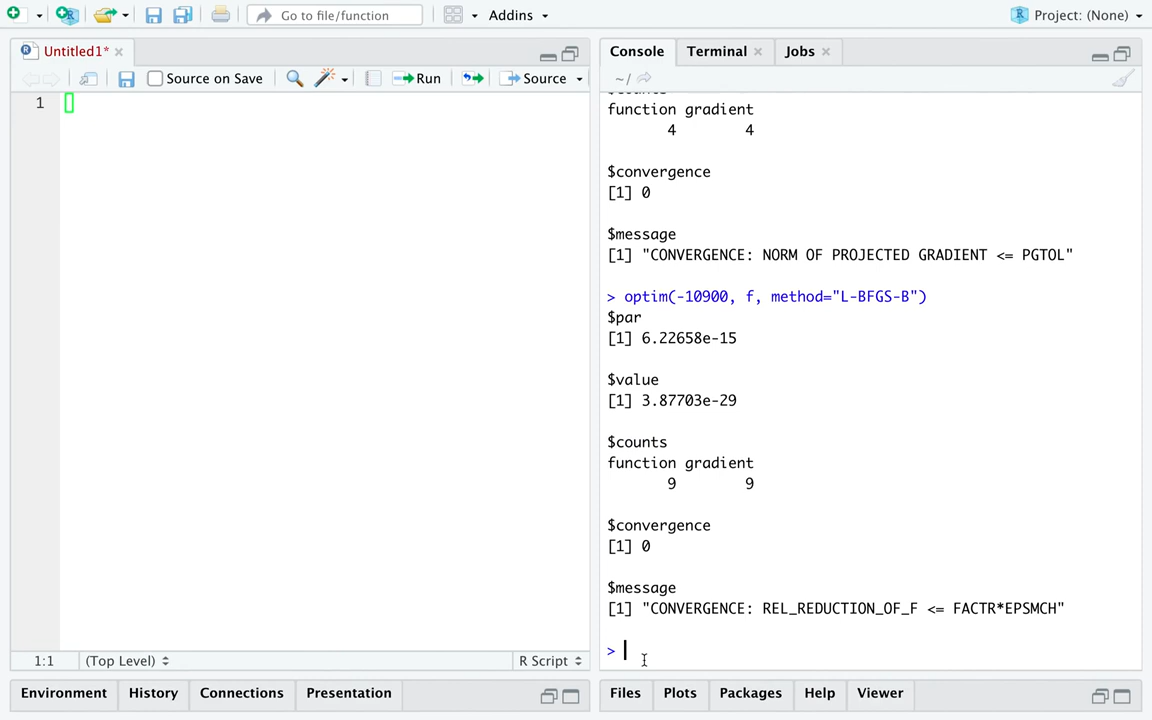 Go to file/function
Addins
Project: (None)
Untitled1*
Source on Save
Run
Source
1
1:1
(Top Level)
R Script
Environment
History
Connections
Presentation
Console
Terminal
Jobs
~/
function gradient
4 4
$convergence
[1] 0
$message
[1] "CONVERGENCE: NORM OF PROJECTED GRADIENT <= PGTOL"
> optim(-10900, f, method="L-BFGS-B")
$par
[1] 6.22658e-15
$value
[1] 3.87703e-29
$counts
function gradient
9 9
$convergence
[1] 0
$message
[1] "CONVERGENCE: REL_REDUCTION_OF_F <= FACTR*EPSMCH"
>
Files
Plots
Packages
Help
Viewer